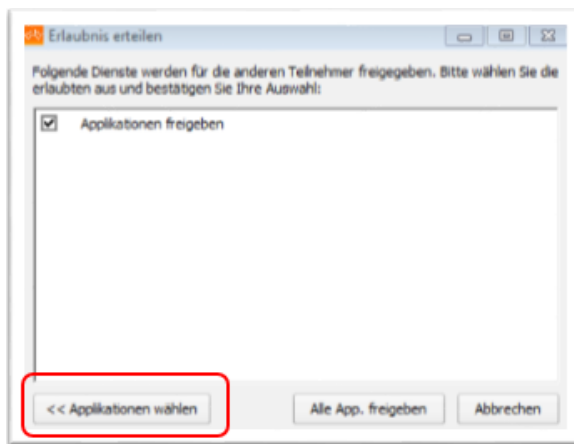 Erlaubnis erteilen
Folgende Dienste werden für die anderen Teilnehmer freigegeben. Bitte wählen Sie die
erlaubten aus und bestätigen Sie Ihre Auswahl:
Applikationen freigeben
<< Applikationen wählen
Alle App. freigeben
Abbrechen